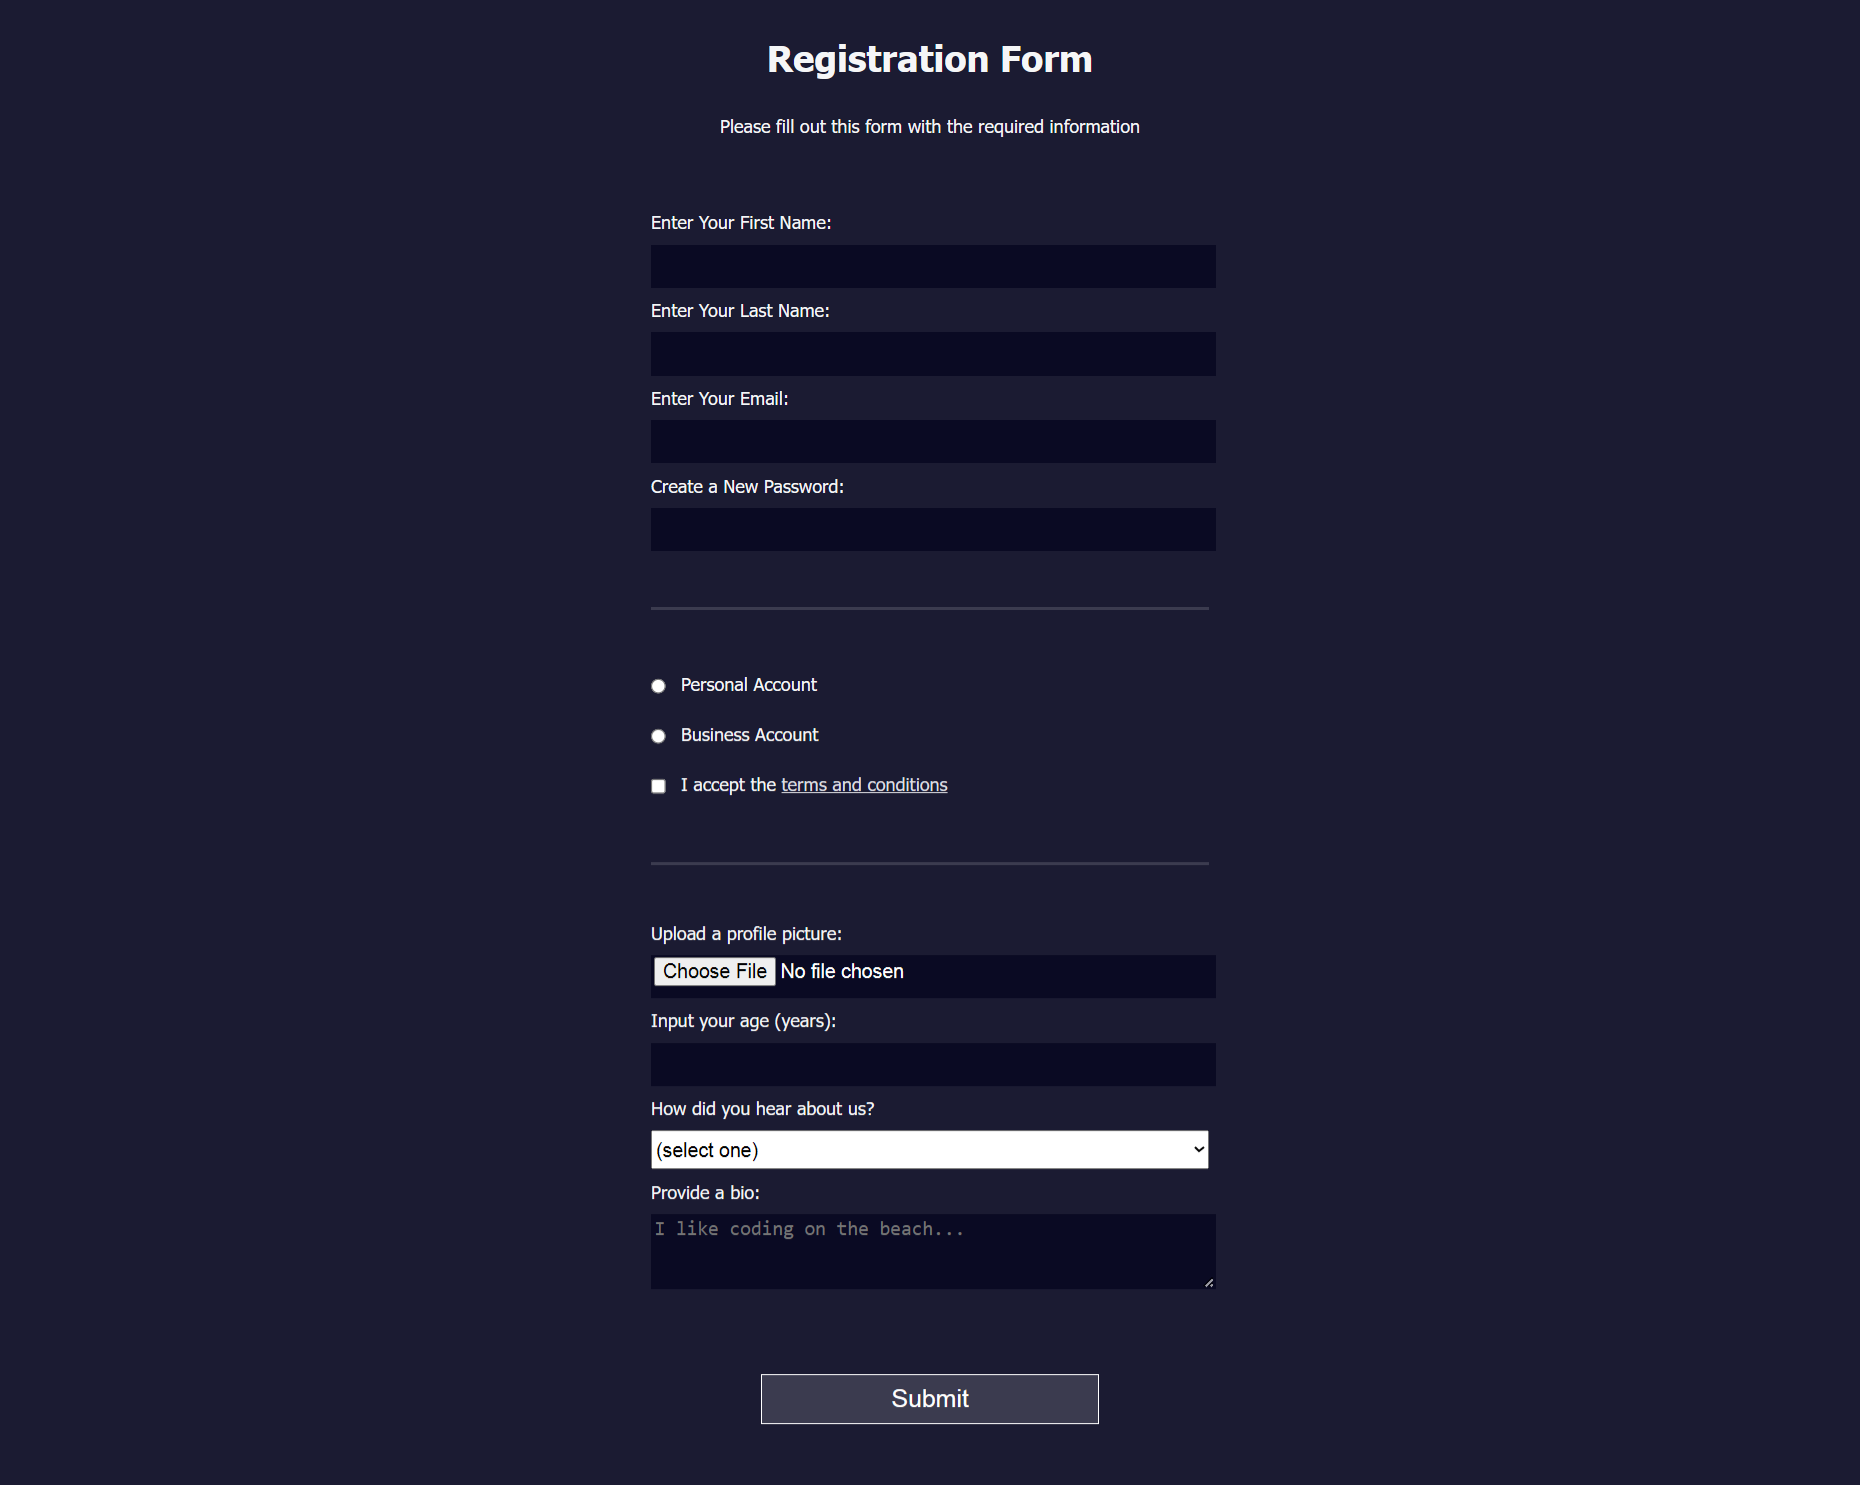 Registration Form
Please fill out this form with the required information
Enter Your First Name:
Enter Your Last Name:
Enter Your Email:
Create a New Password:
Personal Account
Business Account
I accept the terms and conditions
Upload a profile picture:
Choose File No file chosen
Input your age (years):
How did you hear about us?
(select one)
Provide a bio:
I like coding on the beach...
Submit